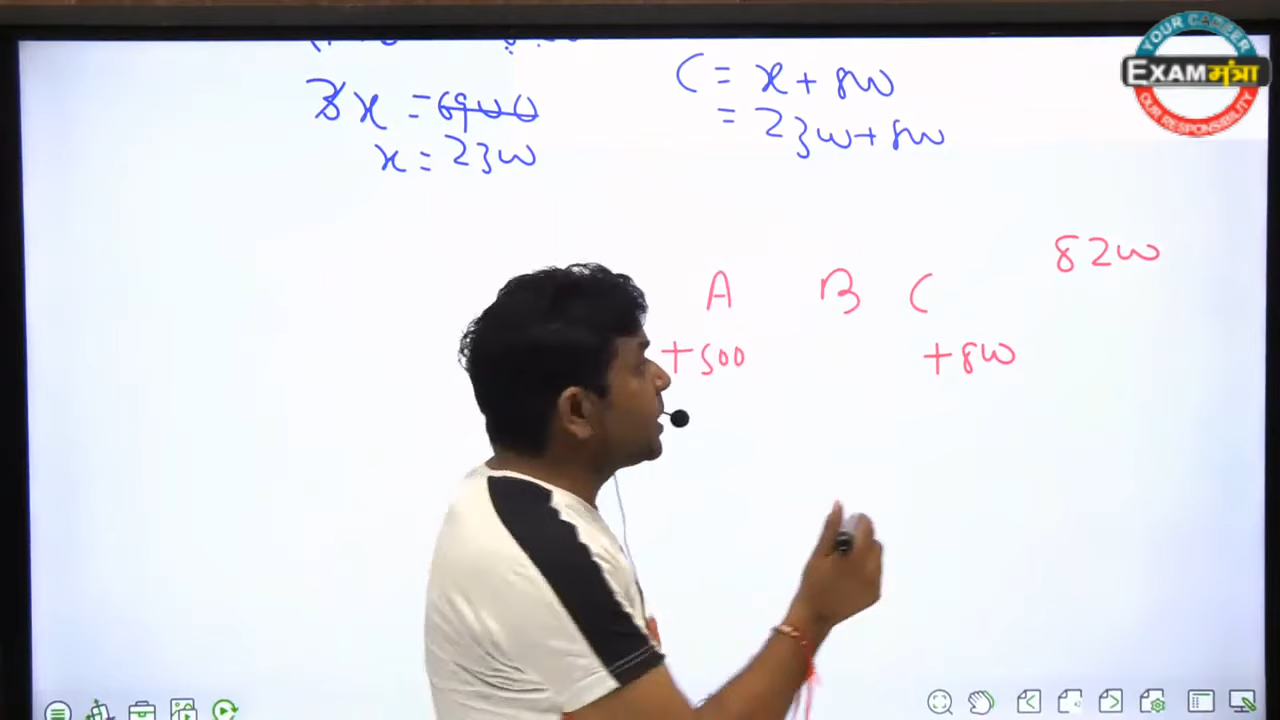 3x = 6900
x = 2300
C = x + 800
= 2300 + 800
8200
A B C
+500 +800
YOUR CAREER
EXAMमंत्रा
OUR RESPONSIBILITY